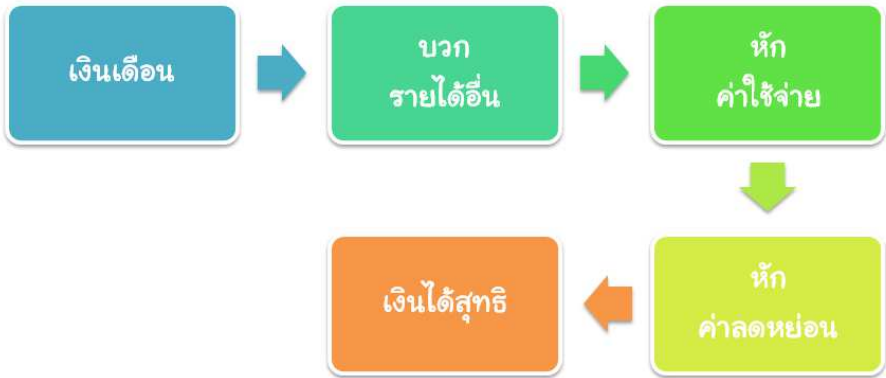 เงินเดือน
บวก
รายได้อื่น
หัก
ค่าใช้จ่าย
หัก
ค่าลดหย่อน
เงินได้สุทธิ